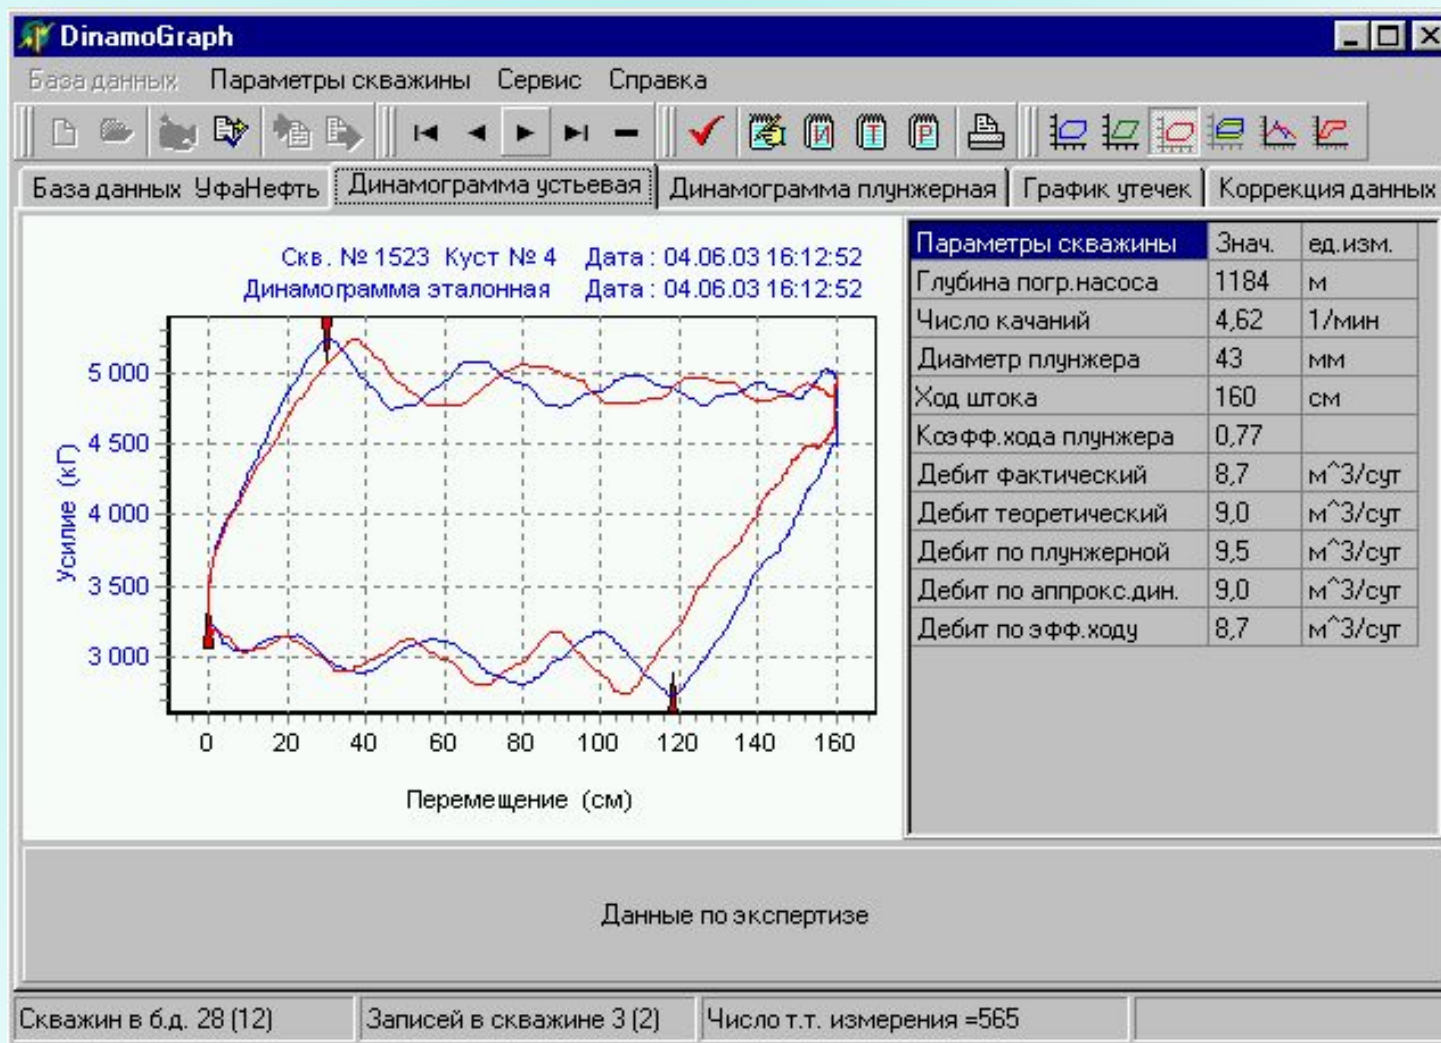 DinamoGraph
База данных Параметры скважины Сервис Справка
И Т Р
База данных УфаНефть Динамограмма устьевая Динамограмма плунжерная График утечек Коррекция данных
Скв. № 1523 Куст № 4 Дата : 04.06.03 16:12:52
Динамограмма эталонная Дата : 04.06.03 16:12:52
Усилие (кГ)
5 000
4 500
4 000
3 500
3 000
0 20 40 60 80 100 120 140 160
Перемещение (см)
Параметры скважины Знач. ед.изм.
Глубина погр.насоса 1184 м
Число качаний 4,62 1/мин
Диаметр плунжера 43 мм
Ход штока 160 см
Коэфф.хода плунжера 0,77
Дебит фактический 8,7 м^3/сут
Дебит теоретический 9,0 м^3/сут
Дебит по плунжерной 9,5 м^3/сут
Дебит по аппрокс.дин. 9,0 м^3/сут
Дебит по эфф.ходу 8,7 м^3/сут
Данные по экспертизе
Скважин в б.д. 28 (12) Записей в скважине 3 (2) Число т.т. измерения =565